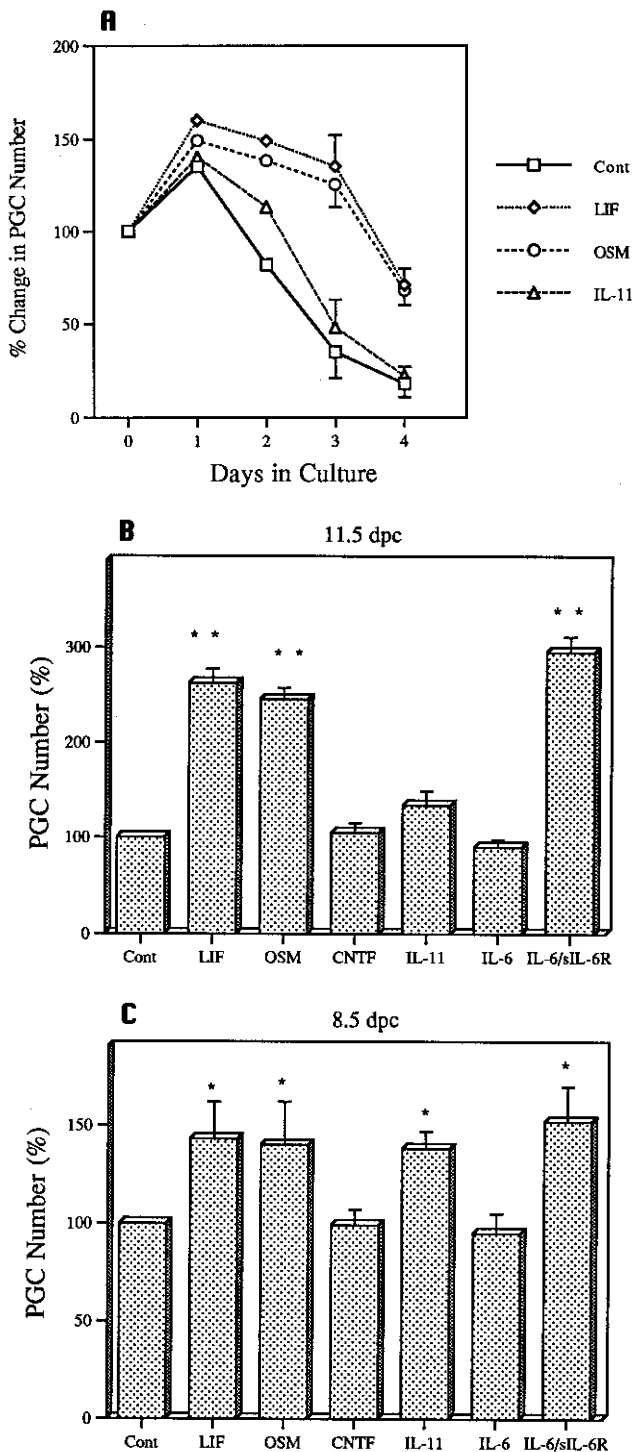 A
% Change in PGC Number
200
150
100
50
0
0 1 2 3 4
Days in Culture
Cont
LIF
OSM
IL-11
B
11.5 dpc
PGC Number (%)
300
200
100
0
* *
* *
* *
Cont LIF OSM CNTF IL-11 IL-6 IL-6/sIL-6R
C
8.5 dpc
PGC Number (%)
150
100
50
0
*
*
*
*
Cont LIF OSM CNTF IL-11 IL-6 IL-6/sIL-6R